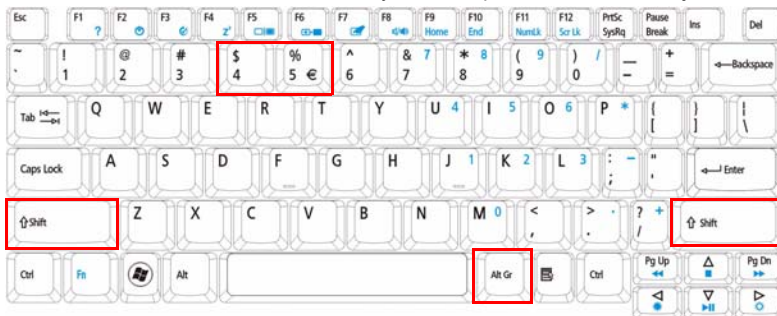 Esc F1 ? F2 F3 F4 zᶻ F5 F6 F7 F8 F9 Home F10 End F11 NumLk F12 Scr Lk PrtSc SysRq Pause Break Ins Del
~ ` ! 1 @ 2 # 3 $ 4 % 5 € ^ 6 & 7 7 * 8 8 ( 9 9 ) / 0 _ - + = Backspace
Tab Q W E R T Y U 4 I 5 O 6 P * { [ } ] | \
Caps Lock A S D F G H J 1 K 2 L 3 : - ; " ' Enter
Shift Z X C V B N M 0 < , > . . ? + / Shift
Ctrl Fn Alt Alt Gr Ctrl Pg Up Pg Dn